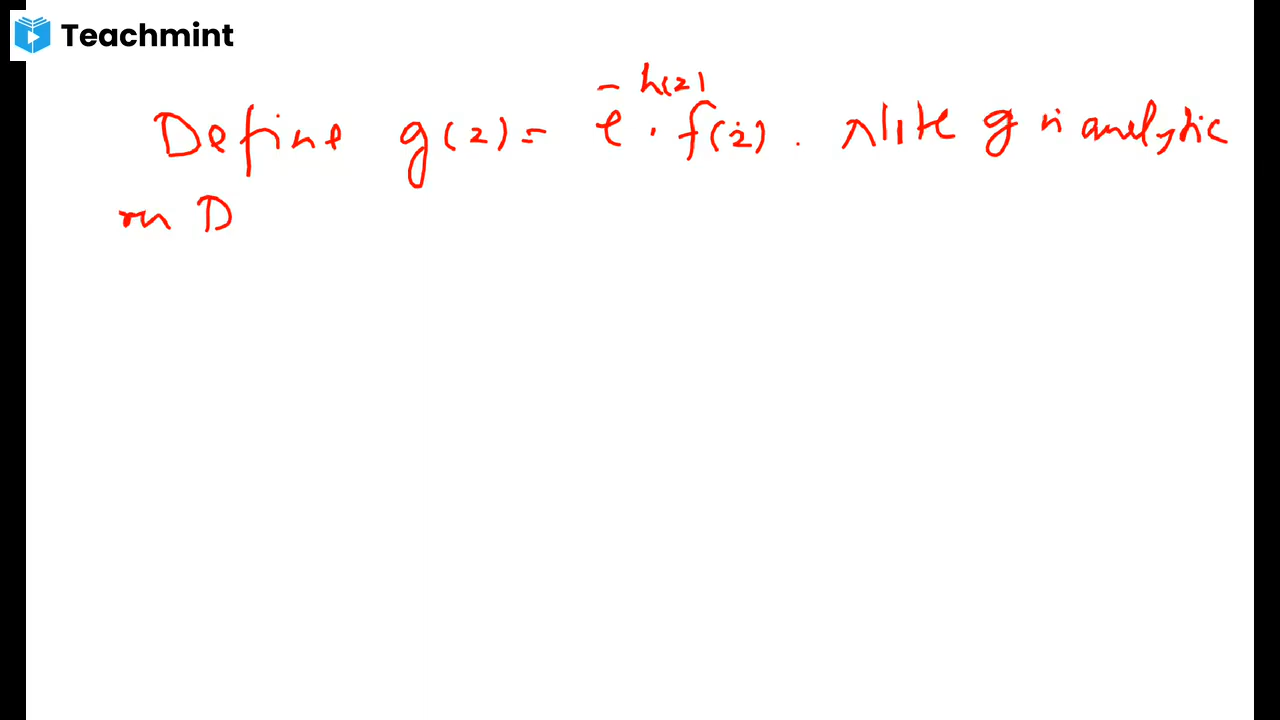 Teachmint
Define g(z) = e^{-h(z)} . f(z) . Note g is analytic
on D